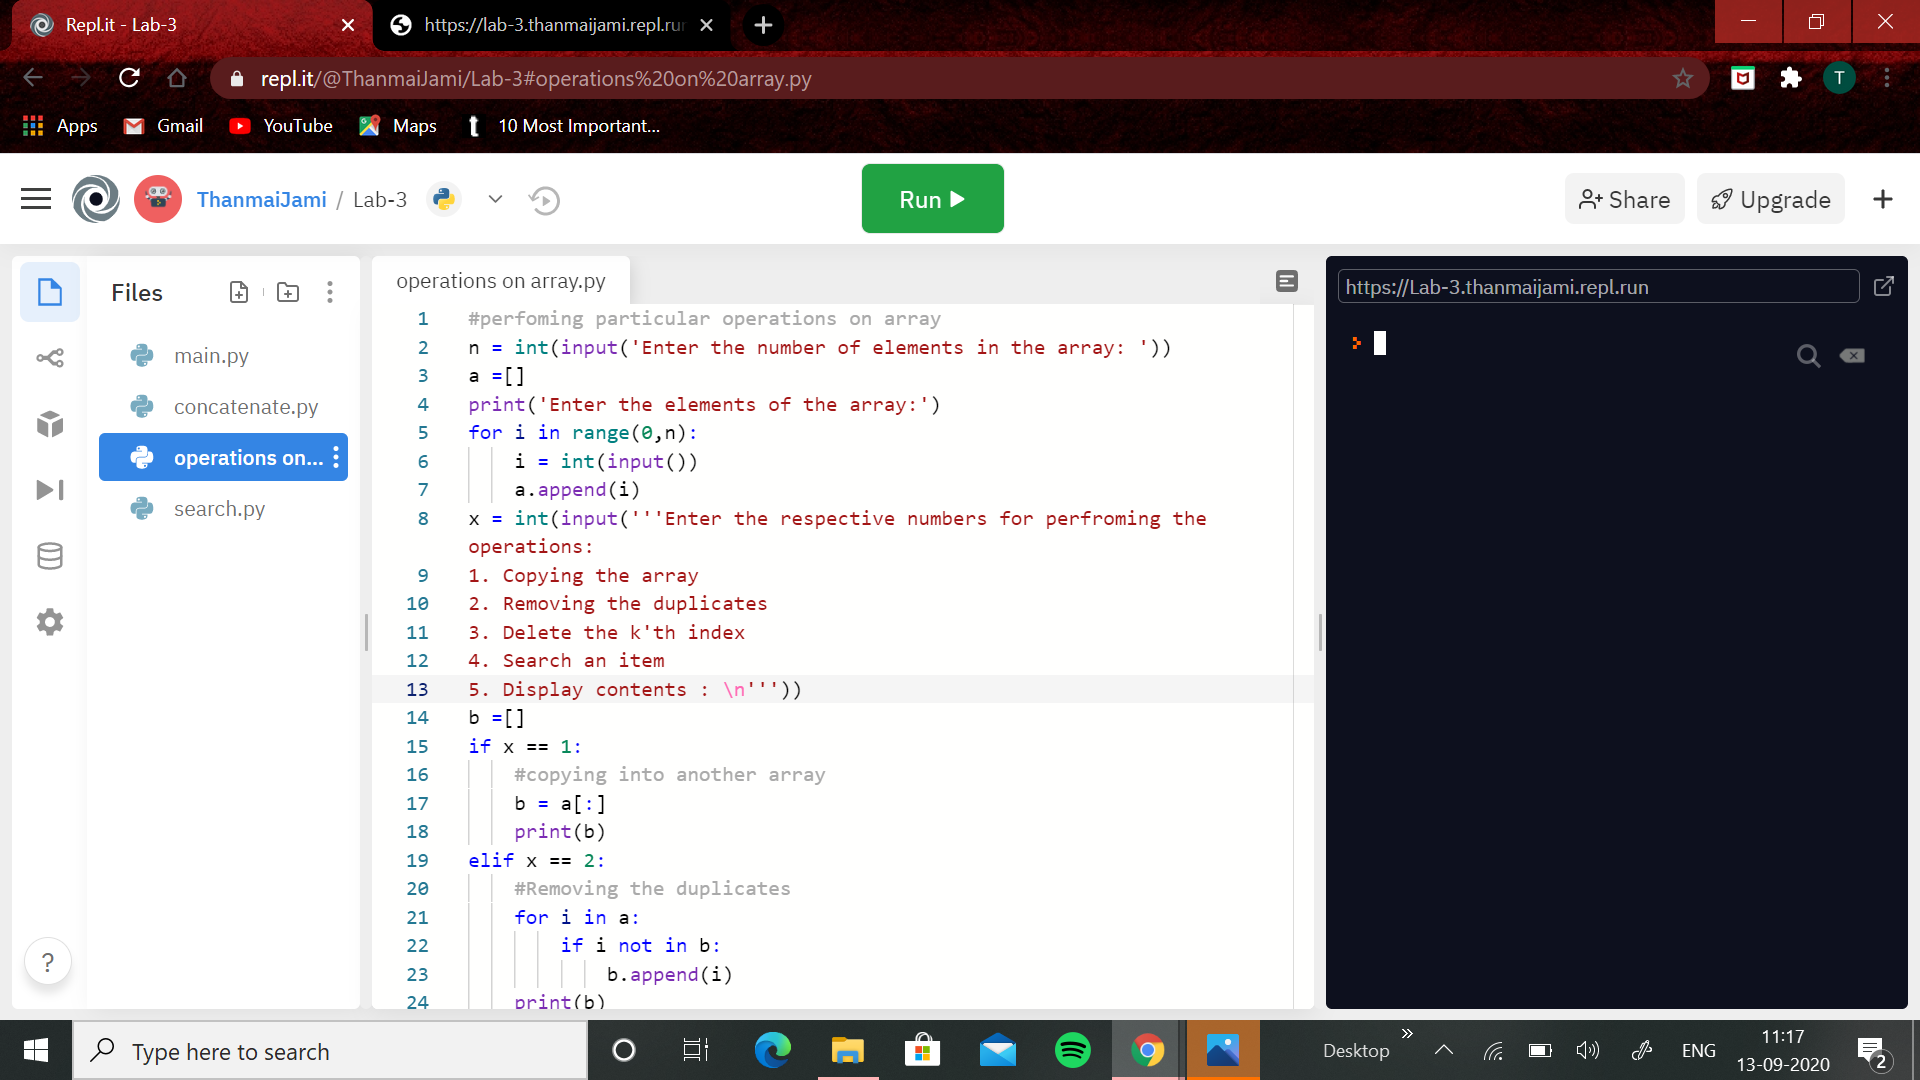 Repl.it - Lab-3
https://lab-3.thanmaijami.repl.ru
repl.it/@ThanmaiJami/Lab-3#operations%20on%20array.py
T
Apps
Gmail
YouTube
Maps
10 Most Important...
ThanmaiJami / Lab-3
Run
Share
Upgrade
Files
main.py
concatenate.py
operations on...
search.py
?
operations on array.py
1 #perfoming particular operations on array
2 n = int(input('Enter the number of elements in the array: '))
3 a =[]
4 print('Enter the elements of the array:')
5 for i in range(0,n):
6 i = int(input())
7 a.append(i)
8 x = int(input('''Enter the respective numbers for perfroming the
operations:
9 1. Copying the array
10 2. Removing the duplicates
11 3. Delete the k'th index
12 4. Search an item
13 5. Display contents : \n'''))
14 b =[]
15 if x == 1:
16 #copying into another array
17 b = a[:]
18 print(b)
19 elif x == 2:
20 #Removing the duplicates
21 for i in a:
22 if i not in b:
23 b.append(i)
24 print(b)
https://Lab-3.thanmaijami.repl.run
Type here to search
Desktop
ENG
11:17
13-09-2020
2